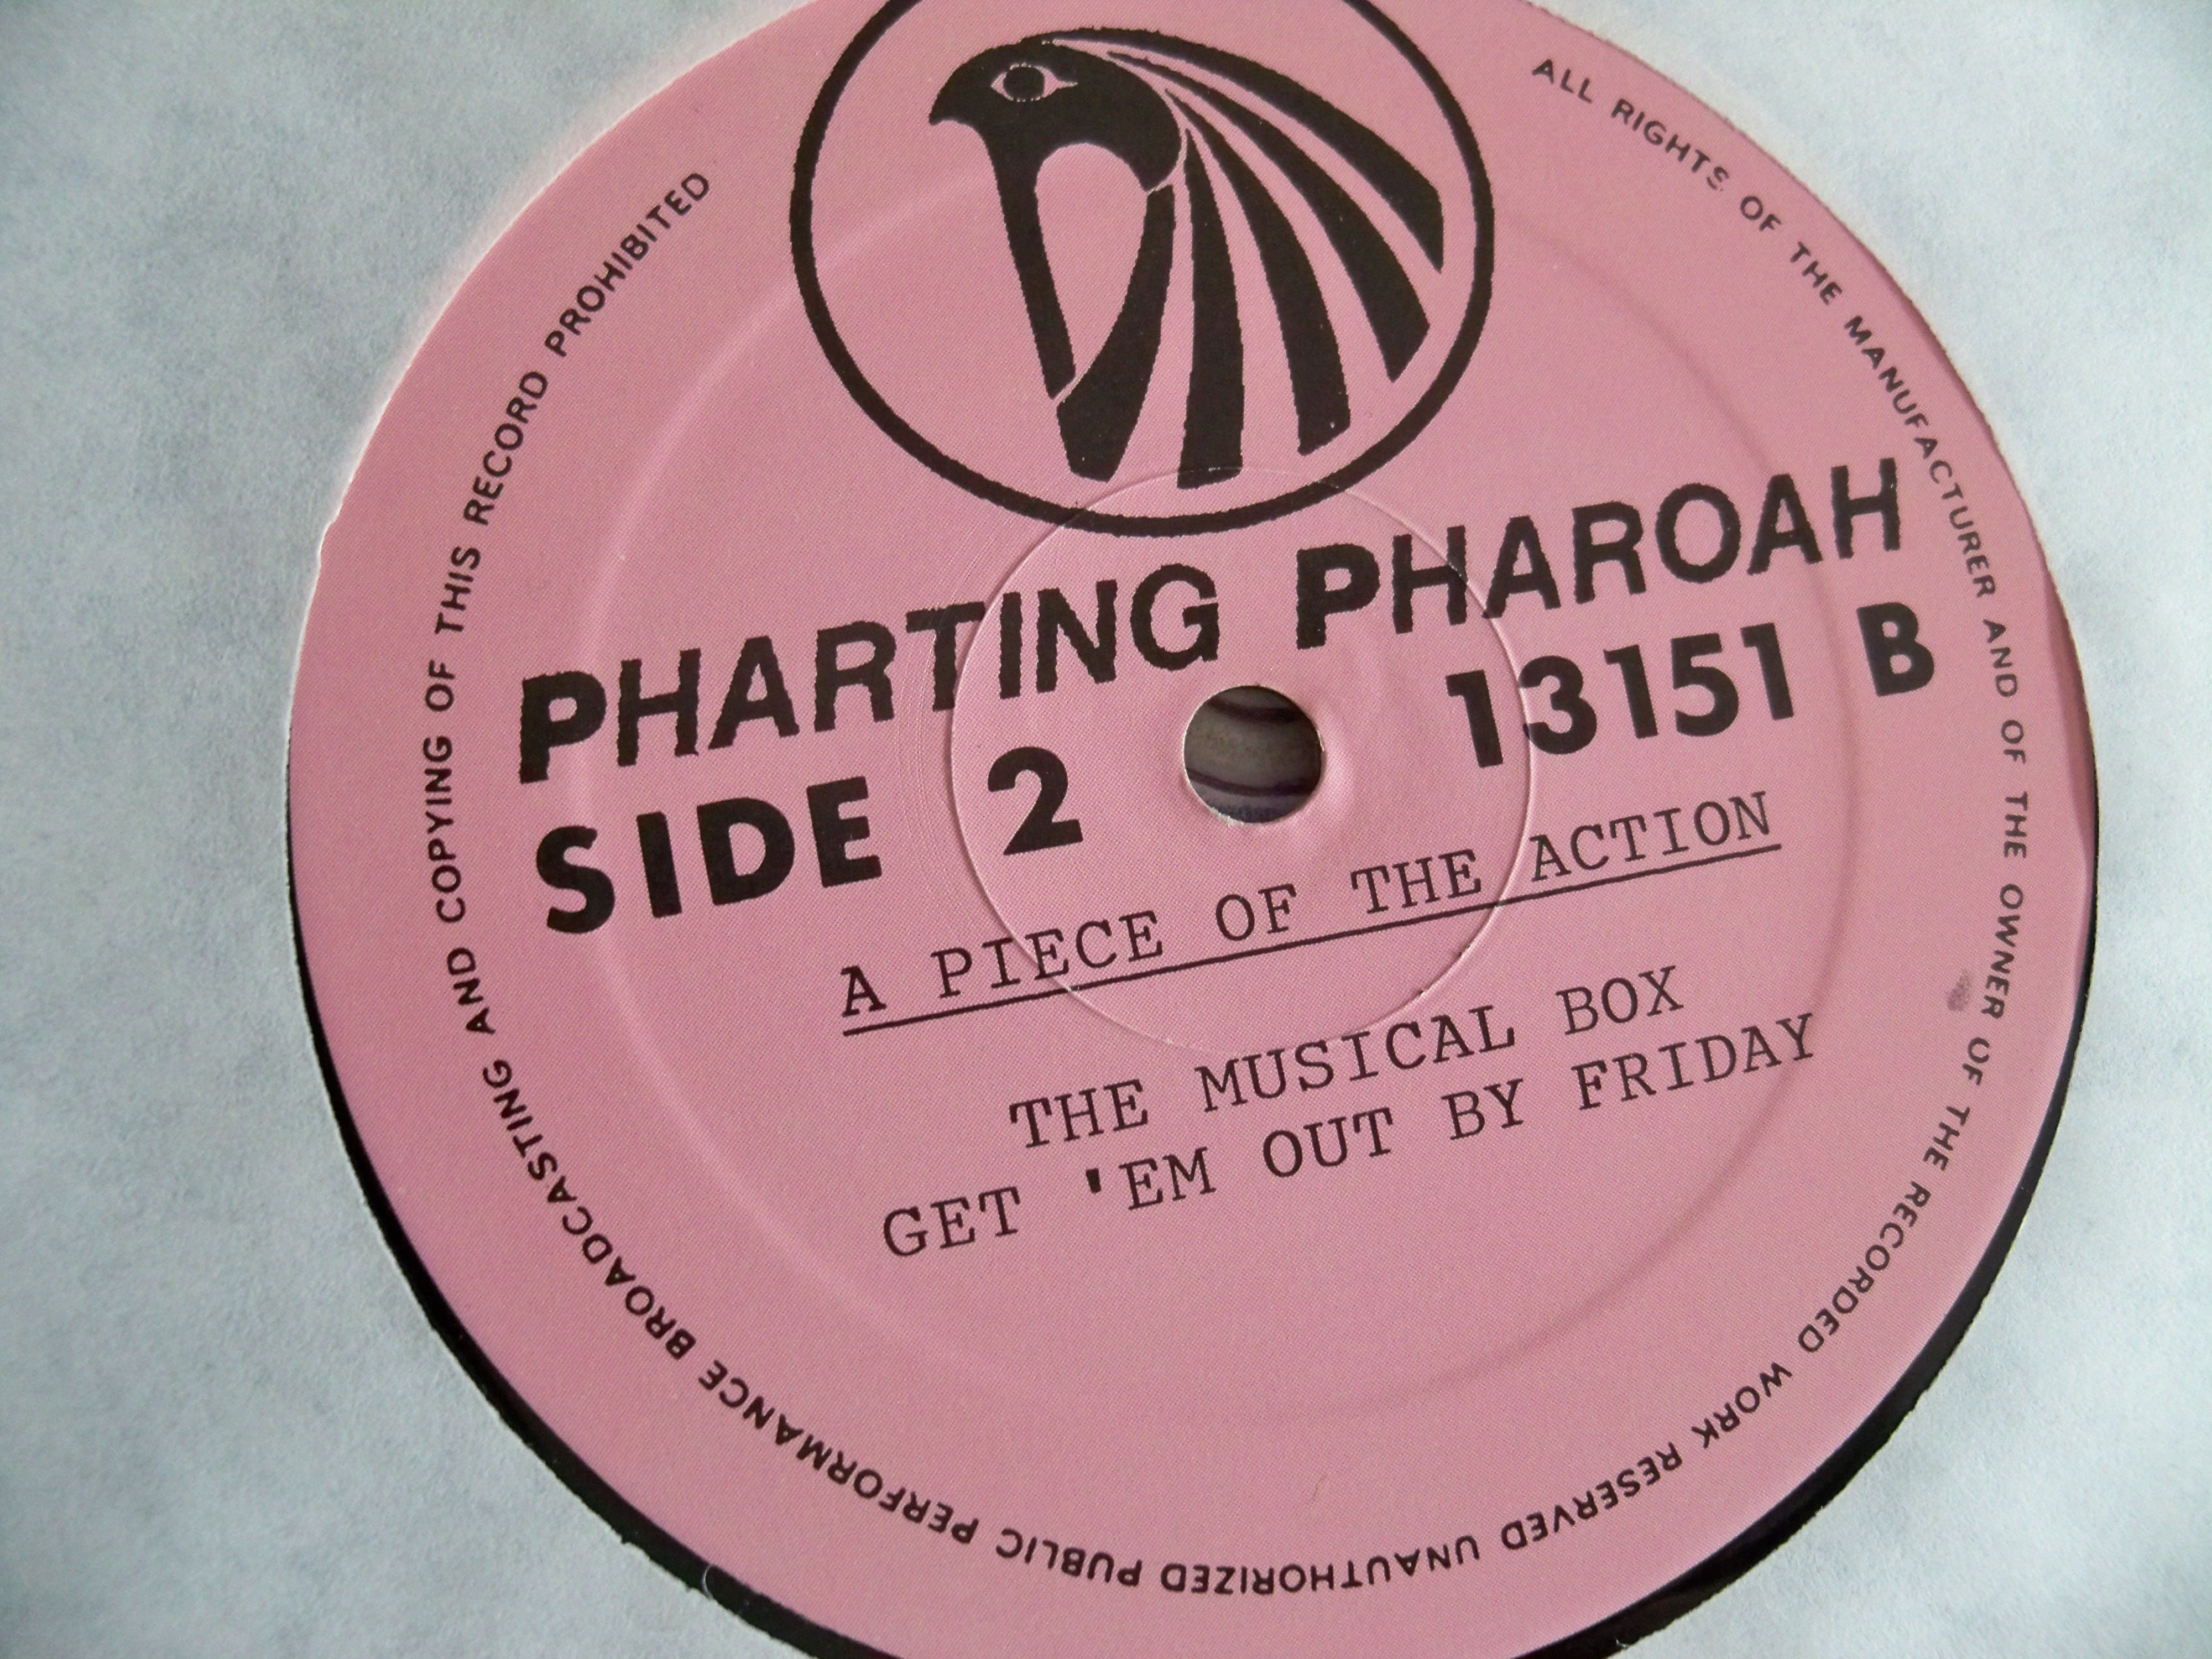 PHARTING PHAROAH
SIDE 2 13151 B
A PIECE OF THE ACTION
THE MUSICAL BOX
GET 'EM OUT BY FRIDAY
ALL RIGHTS OF THE MANUFACTURER AND OF THE OWNER OF THE RECORDED WORK RESERVED UNAUTHORIZED PUBLIC PERFORMANCE BROADCASTING AND COPYING OF THIS RECORD PROHIBITED